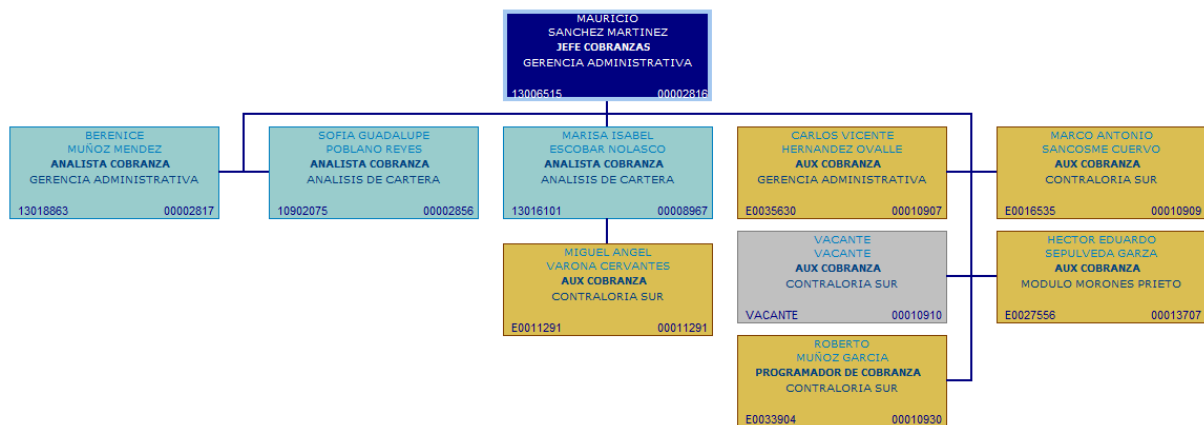 MAURICIO
SANCHEZ MARTINEZ
JEFE COBRANZAS
GERENCIA ADMINISTRATIVA
13006515 00002816
BERENICE
MUÑOZ MENDEZ
ANALISTA COBRANZA
GERENCIA ADMINISTRATIVA
13018863 00002817
SOFIA GUADALUPE
POBLANO REYES
ANALISTA COBRANZA
ANALISIS DE CARTERA
10902075 00002856
MARISA ISABEL
ESCOBAR NOLASCO
ANALISTA COBRANZA
ANALISIS DE CARTERA
13016101 00008967
CARLOS VICENTE
HERNANDEZ OVALLE
AUX COBRANZA
GERENCIA ADMINISTRATIVA
E0035630 00010907
MARCO ANTONIO
SANCOSME CUERVO
AUX COBRANZA
CONTRALORIA SUR
E0016535 00010909
MIGUEL ANGEL
VARONA CERVANTES
AUX COBRANZA
CONTRALORIA SUR
E0011291 00011291
VACANTE
VACANTE
AUX COBRANZA
CONTRALORIA SUR
VACANTE 00010910
HECTOR EDUARDO
SEPULVEDA GARZA
AUX COBRANZA
MODULO MORONES PRIETO
E0027556 00013707
ROBERTO
MUÑOZ GARCIA
PROGRAMADOR DE COBRANZA
CONTRALORIA SUR
E0033904 00010930